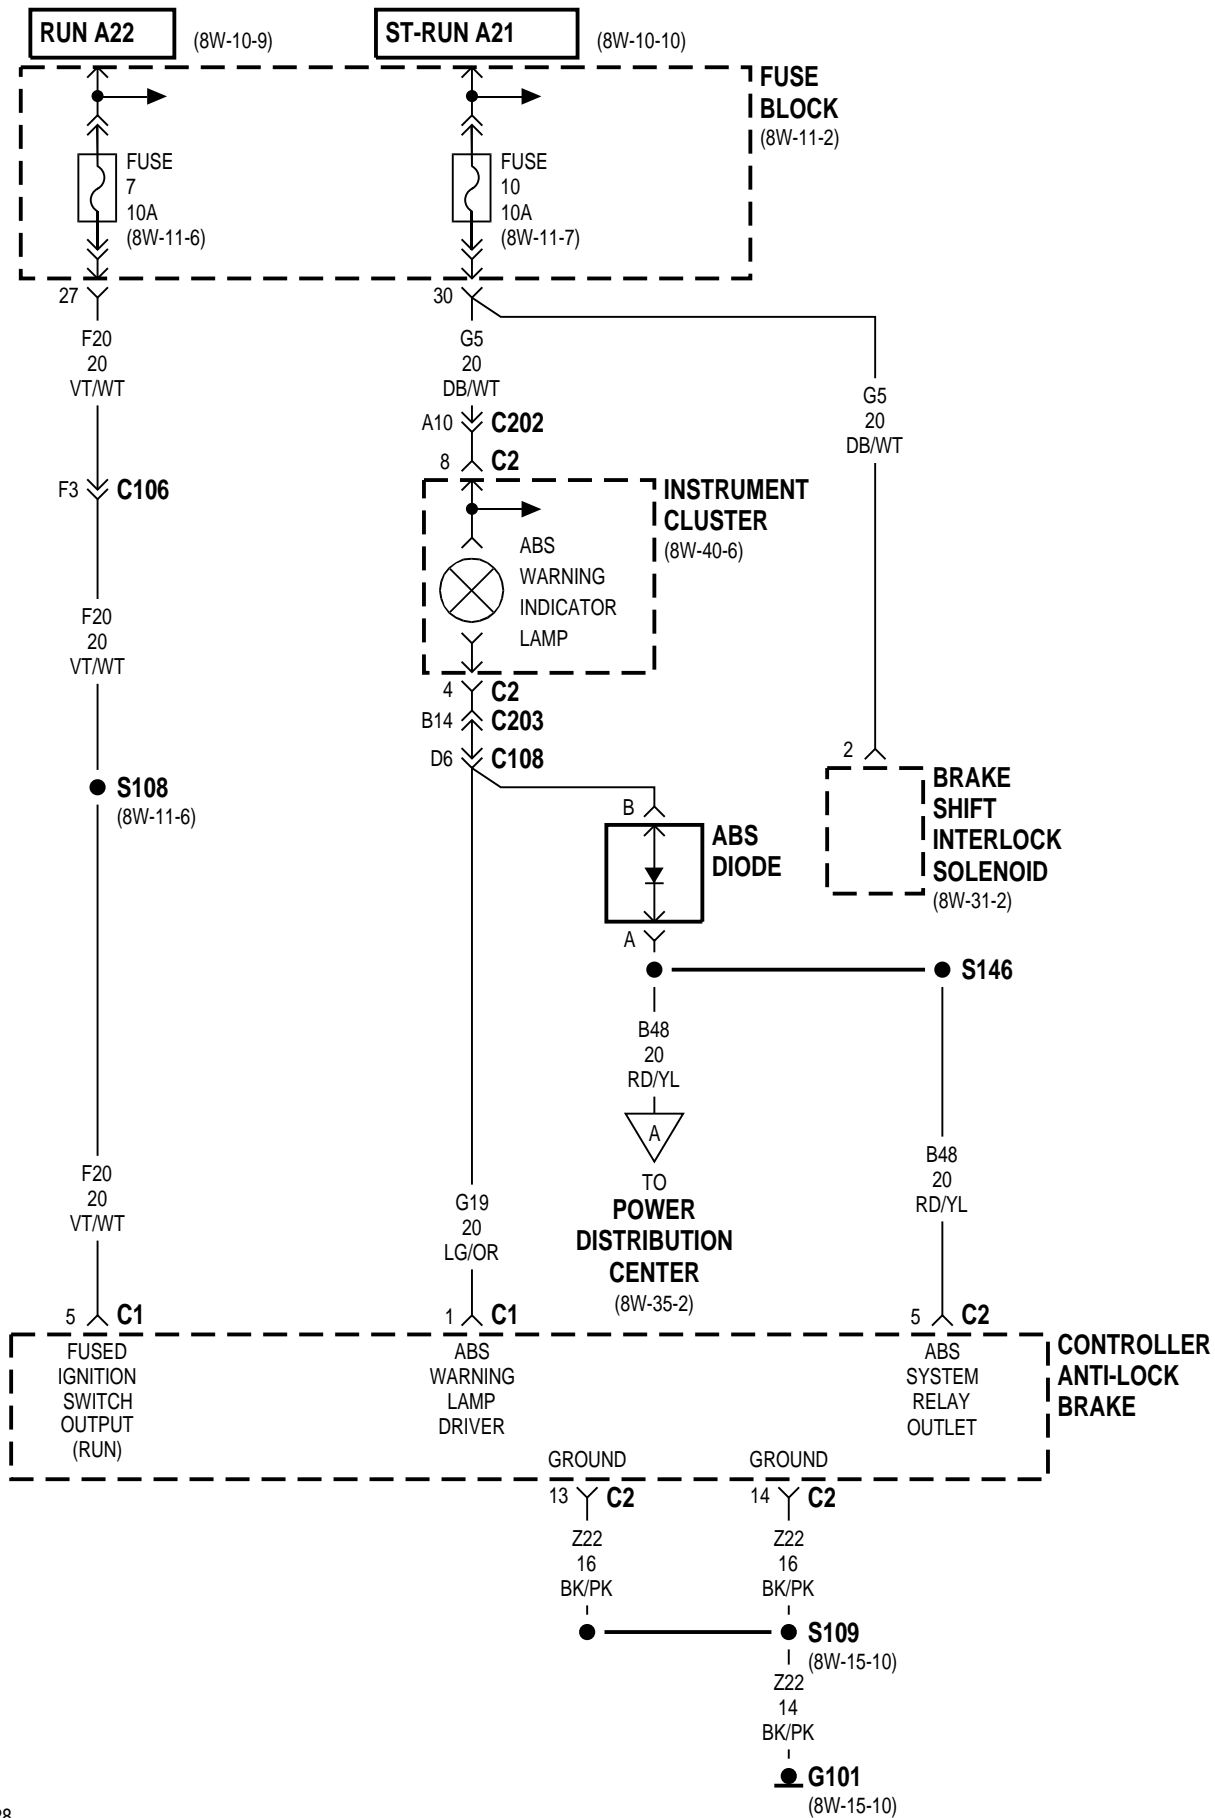 RUN A22
(8W-10-9)
ST-RUN A21
(8W-10-10)
FUSE
BLOCK
(8W-11-2)
FUSE
7
10A
(8W-11-6)
FUSE
10
10A
(8W-11-7)
27
F20
20
VT/WT
30
G5
20
DB/WT
G5
20
DB/WT
A10
C202
8
C2
F3
C106
INSTRUMENT
CLUSTER
(8W-40-6)
ABS
WARNING
INDICATOR
LAMP
F20
20
VT/WT
4
C2
B14
C203
D6
C108
S108
(8W-11-6)
2
BRAKE
SHIFT
INTERLOCK
SOLENOID
(8W-31-2)
B
ABS
DIODE
A
S146
B48
20
RD/YL
A
TO
POWER
DISTRIBUTION
CENTER
(8W-35-2)
B48
20
RD/YL
F20
20
VT/WT
G19
20
LG/OR
5
C1
1
C1
5
C2
CONTROLLER
ANTI-LOCK
BRAKE
FUSED
IGNITION
SWITCH
OUTPUT
(RUN)
ABS
WARNING
LAMP
DRIVER
ABS
SYSTEM
RELAY
OUTLET
GROUND
GROUND
13
C2
14
C2
Z22
16
BK/PK
Z22
16
BK/PK
S109
(8W-15-10)
Z22
14
BK/PK
G101
(8W-15-10)